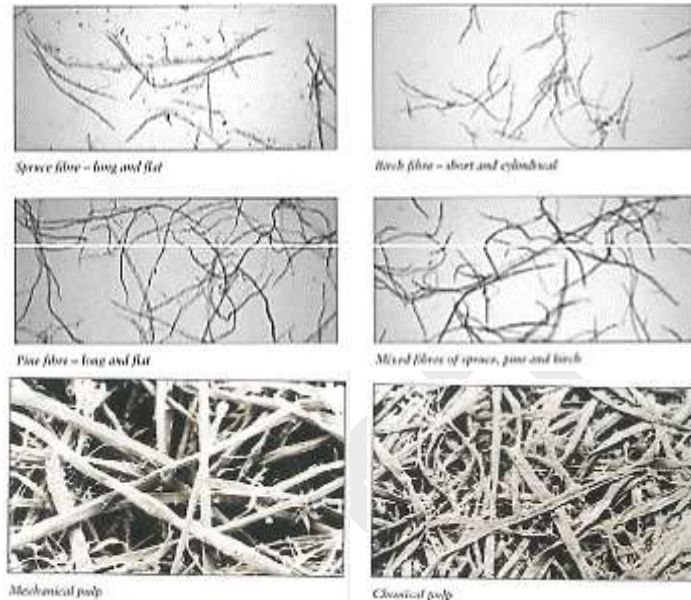 Spruce fibre – long and flat
Birch fibre – short and cylindrical
Pine fibre – long and flat
Mixed fibres of spruce, pine and birch
Mechanical pulp
Chemical pulp